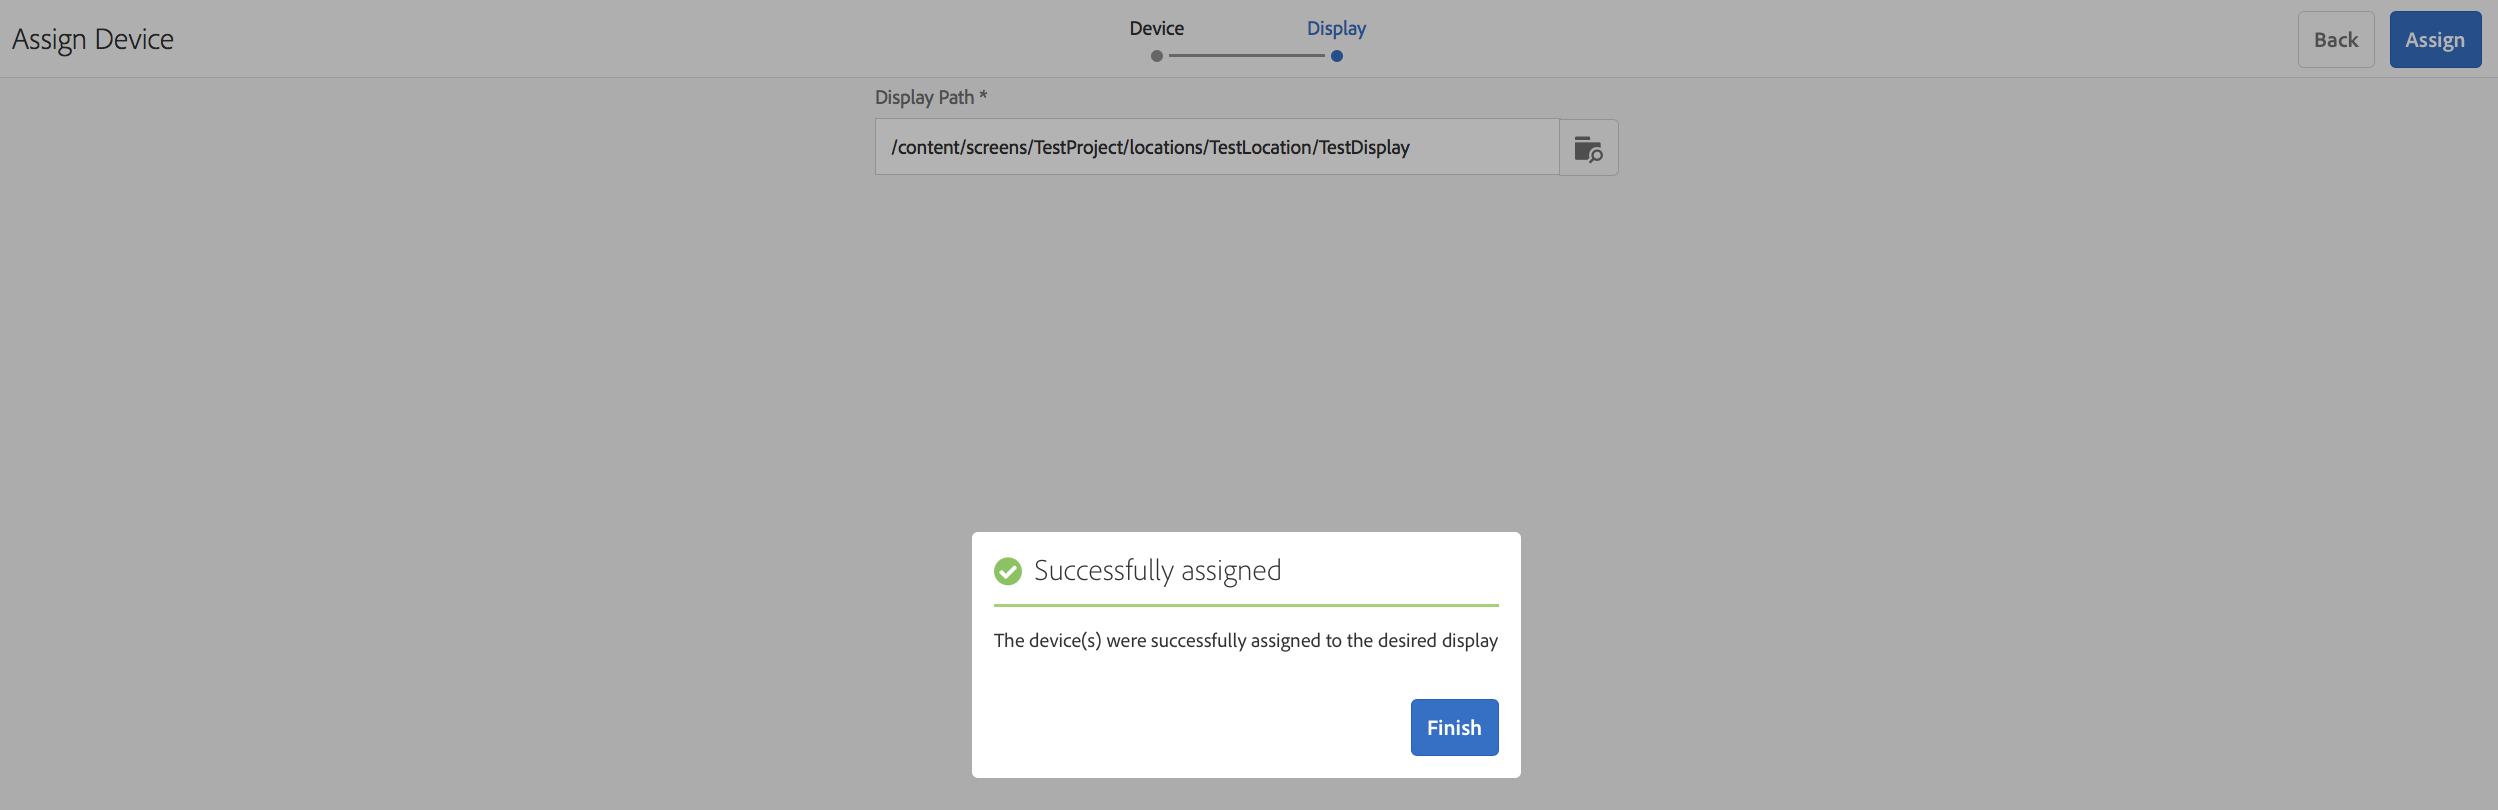 Assign Device
Device
Display
Back
Assign
Display Path *
/content/screens/TestProject/locations/TestLocation/TestDisplay
Successfully assigned
The device(s) were successfully assigned to the desired display
Finish